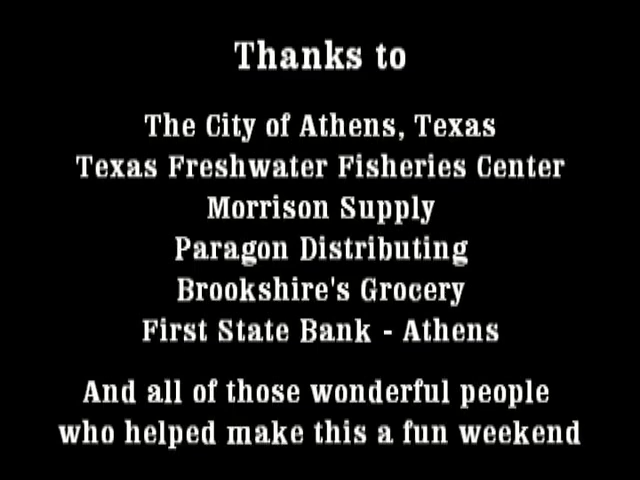 Thanks to
The City of Athens, Texas
Texas Freshwater Fisheries Center
Morrison Supply
Paragon Distributing
Brookshire's Grocery
First State Bank - Athens
And all of those wonderful people
who helped make this a fun weekend